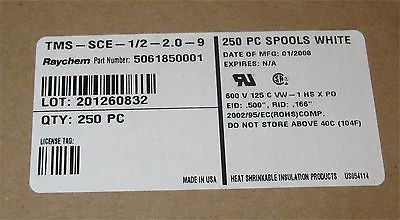 TMS-SCE-1/2-2.0-9
Raychem Part Number: 5061850001
LOT: 201260832
QTY: 250 PC
LICENSE TAG:
MADE IN USA
250 PC SPOOLS WHITE
DATE OF MFG: 01/2008
EXPIRES: N/A
600 V 125 C VW-1 HS X PO
EID: .500", RID: .166"
2002/95/EC(ROHS)COMP.
DO NOT STORE ABOVE 40C (104F)
HEAT SHRINKABLE INSULATION PRODUCTS
USU54114